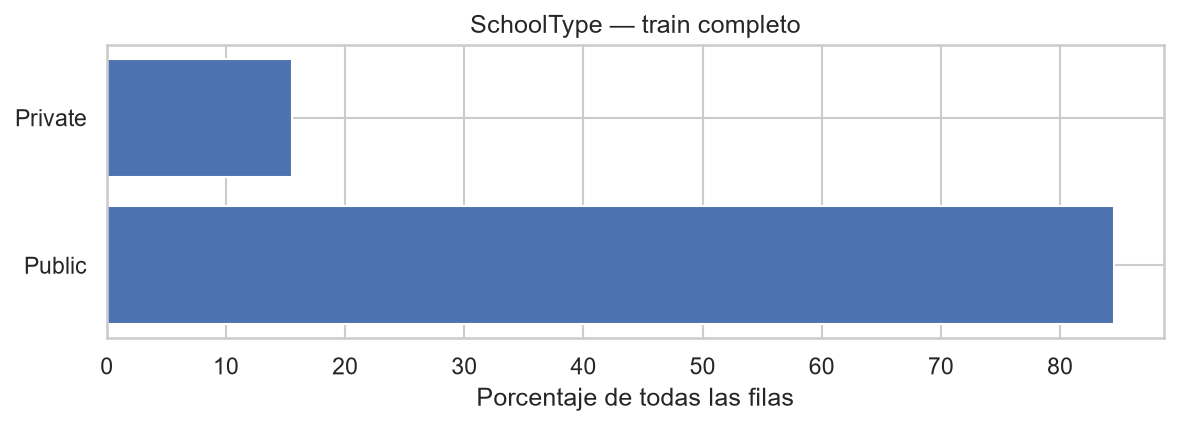 SchoolType — train completo
Private
Public
0 10 20 30 40 50 60 70 80
Porcentaje de todas las filas